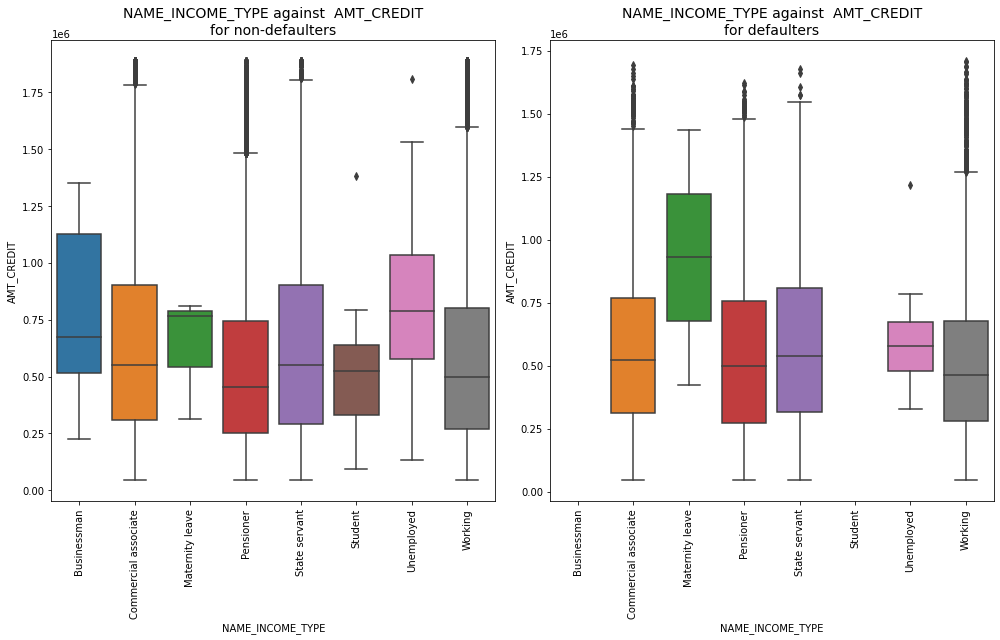 NAME_INCOME_TYPE against  AMT_CREDIT
for non-defaulters
1e6
1.75
1.50
1.25
1.00
0.75
0.50
0.25
0.00
AMT_CREDIT
Businessman
Commercial associate
Maternity leave
Pensioner
State servant
Student
Unemployed
Working
NAME_INCOME_TYPE
NAME_INCOME_TYPE against  AMT_CREDIT
for defaulters
1e6
1.75
1.50
1.25
1.00
0.75
0.50
0.25
0.00
AMT_CREDIT
Businessman
Commercial associate
Maternity leave
Pensioner
State servant
Student
Unemployed
Working
NAME_INCOME_TYPE